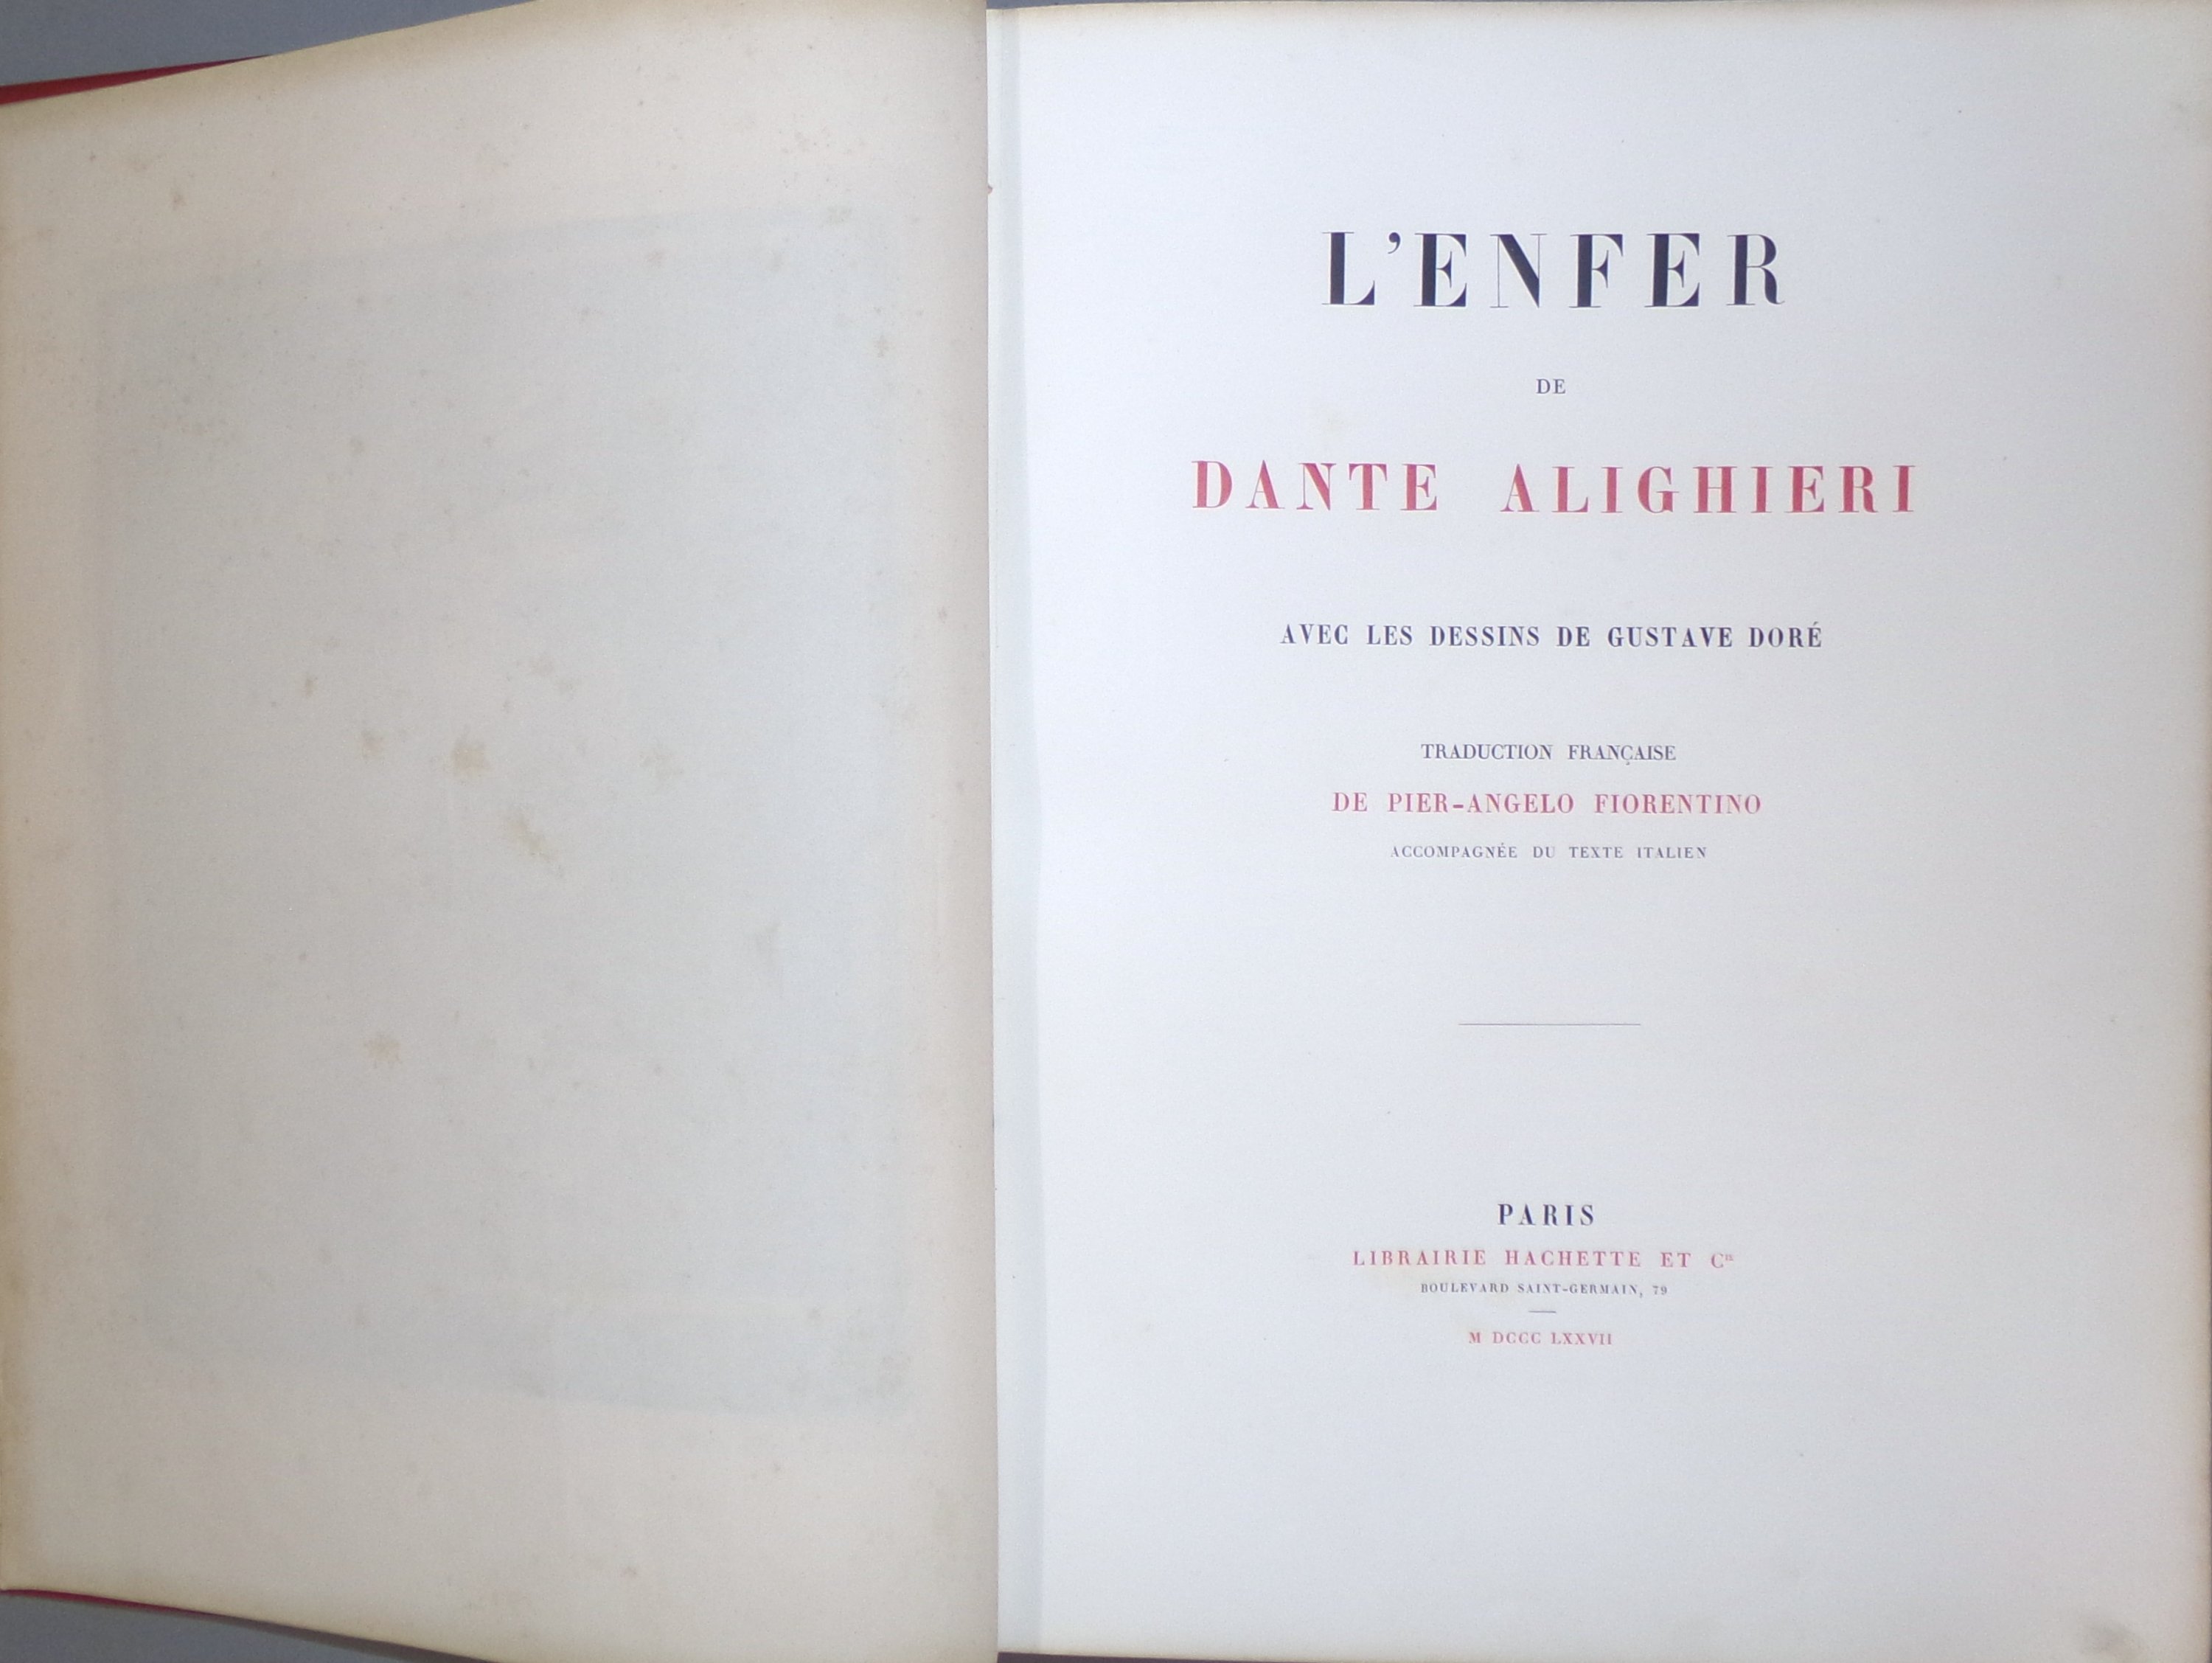 L'ENFER
DE
DANTE ALIGHIERI
AVEC LES DESSINS DE GUSTAVE DORÉ
TRADUCTION FRANÇAISE
DE PIER-ANGELO FIORENTINO
ACCOMPAGNÉE DU TEXTE ITALIEN
PARIS
LIBRAIRIE HACHETTE ET Cie
BOULEVARD SAINT-GERMAIN, 79
M DCCC LXXVII